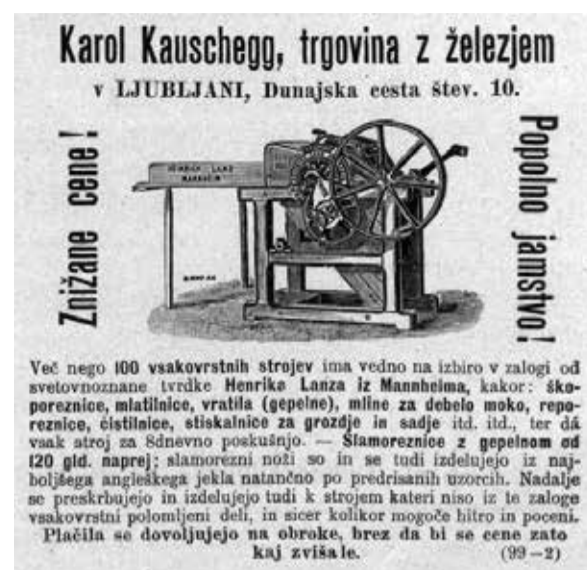 Karol Kauschegg, trgovina z železjem
v LJUBLJANI, Dunajska cesta štev. 10.
Znižane cene!
HEINRICH LANZ
MANNHEIM
Popolno jamstvo!
Več nego 100 vsakovrstnih strojev ima vedno na izbiro v zalogi od
svetovnoznane tvrdke Henrika Lanza iz Mannheima, kakor: ško-
poreznice, mlatilnice, vratila (gepelne), mline za debelo moko, repo-
reznice, čistilnice, stiskalnice za grozdje in sadje itd. itd., ter dá
vsak stroj za 8dnevno poskušnjo. — Slamoreznice z gepelnom od
120 gld. naprej; slamorezni noži so in se tudi izdelujejo iz naj-
boljšega angleškega jekla natančno po predrisanih uzorcih. Nadalje
se preskrbujejo in izdelujejo tudi k strojem kateri niso iz te zaloge
vsakovrstni polomljeni deli, in sicer kolikor mogoče hitro in poceni.
Plačila se dovoljujejo na obroke, brez da bi se cene zato
kaj zvišale. (99—2)